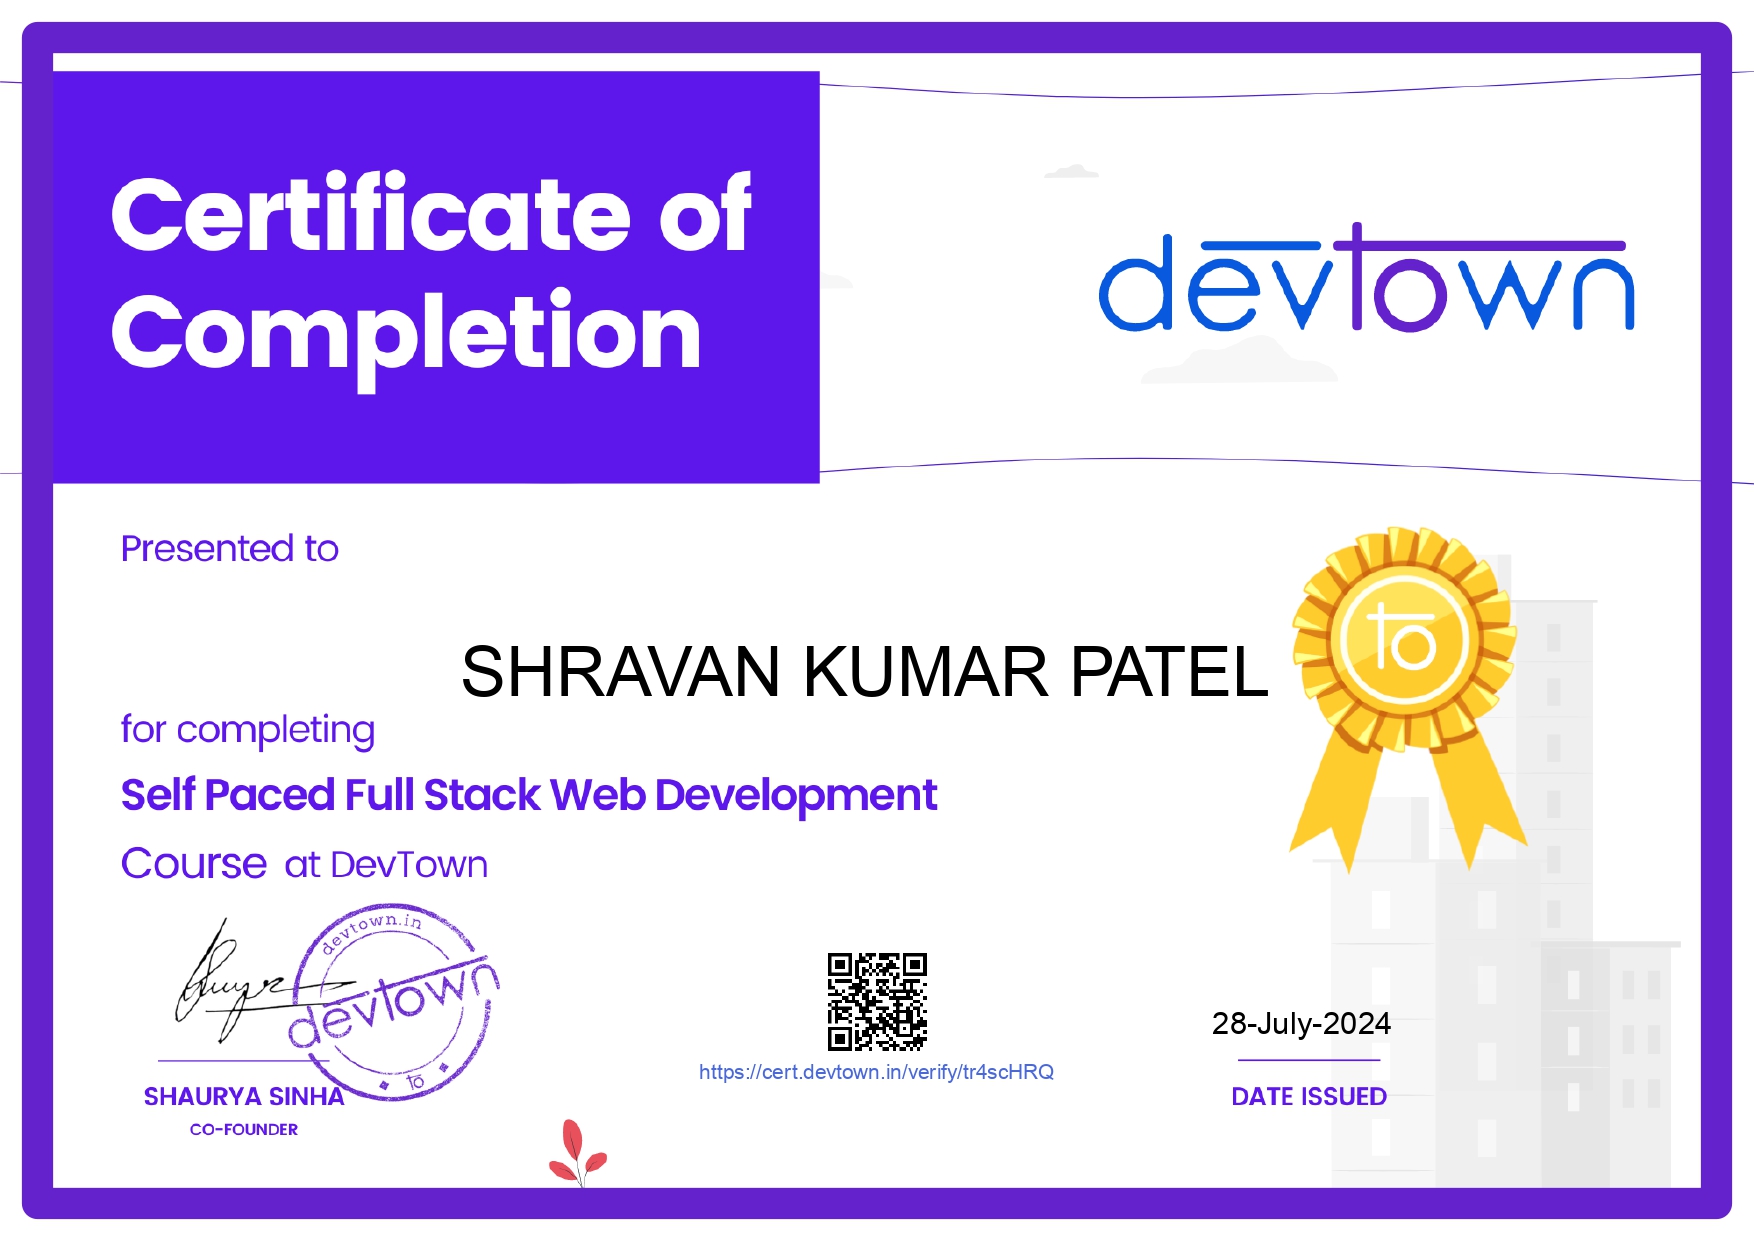 Certificate of
Completion
devtown
Presented to
SHRAVAN KUMAR PATEL
to
for completing
Self Paced Full Stack Web Development
Course at DevTown
devtown.in
devtown
to
SHAURYA SINHA
CO-FOUNDER
https://cert.devtown.in/verify/tr4scHRQ
28-July-2024
DATE ISSUED